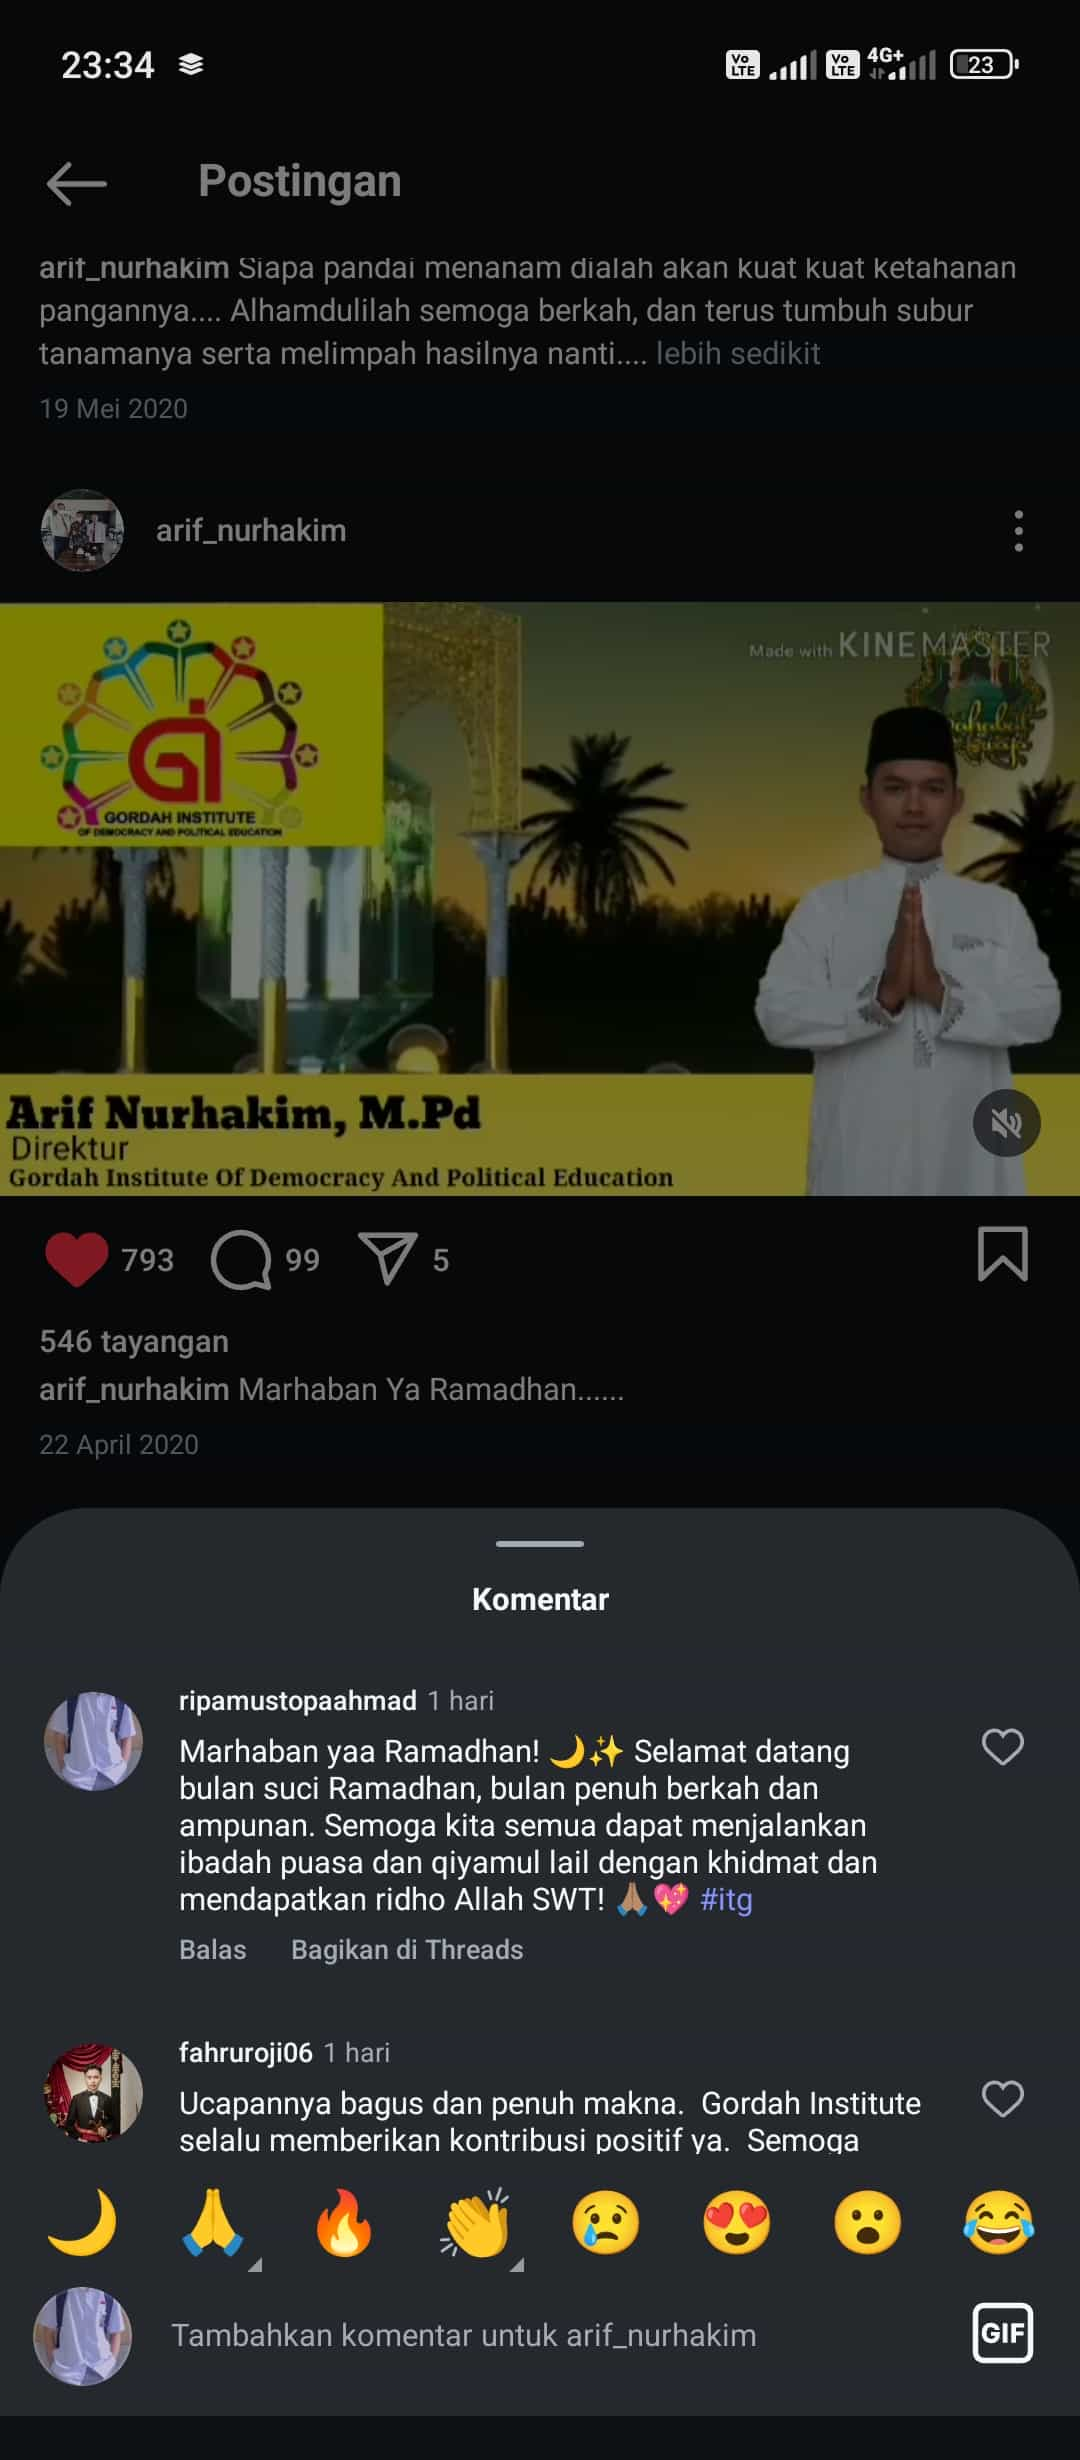 23:34
Vo LTE Vo LTE 4G+ 23
Postingan
arif_nurhakim Siapa pandai menanam dialah akan kuat kuat ketahanan
pangannya.... Alhamdulilah semoga berkah, dan terus tumbuh subur
tanamanya serta melimpah hasilnya nanti.... lebih sedikit
19 Mei 2020
arif_nurhakim
Made with KINEMASTER
GI
GORDAH INSTITUTE
OF DEMOCRACY AND POLITICAL EDUCATION
Arif Nurhakim, M.Pd
Direktur
Gordah Institute Of Democracy And Political Education
793 99 5
546 tayangan
arif_nurhakim Marhaban Ya Ramadhan......
22 April 2020
Komentar
ripamustopaahmad 1 hari
Marhaban yaa Ramadhan! 🌙✨ Selamat datang
bulan suci Ramadhan, bulan penuh berkah dan
ampunan. Semoga kita semua dapat menjalankan
ibadah puasa dan qiyamul lail dengan khidmat dan
mendapatkan ridho Allah SWT! 🙏🏽💖 #itg
Balas Bagikan di Threads
fahruroji06 1 hari
Ucapannya bagus dan penuh makna.  Gordah Institute
selalu memberikan kontribusi positif ya.  Semoga
Tambahkan komentar untuk arif_nurhakim
GIF